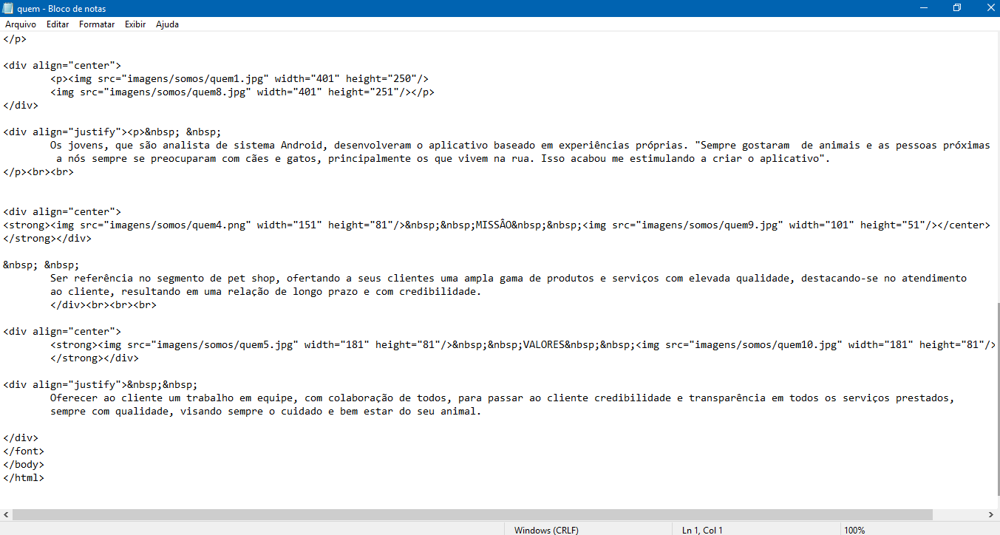 quem - Bloco de notas
Arquivo Editar Formatar Exibir Ajuda
</p>
<div align="center">
<p><img src="imagens/somos/quem1.jpg" width="401" height="250"/>
<img src="imagens/somos/quem8.jpg" width="401" height="251"/></p>
</div>
<div align="justify"><p>&nbsp; &nbsp;
Os jovens, que são analista de sistema Android, desenvolveram o aplicativo baseado em experiências próprias. "Sempre gostaram  de animais e as pessoas próximas
a nós sempre se preocuparam com cães e gatos, principalmente os que vivem na rua. Isso acabou me estimulando a criar o aplicativo".
</p><br><br>
<div align="center">
<strong><img src="imagens/somos/quem4.png" width="151" height="81"/>&nbsp;&nbsp;MISSÂO&nbsp;&nbsp;<img src="imagens/somos/quem9.jpg" width="101" height="51"/></center>
</strong></div>
&nbsp; &nbsp;
Ser referência no segmento de pet shop, ofertando a seus clientes uma ampla gama de produtos e serviços com elevada qualidade, destacando-se no atendimento
ao cliente, resultando em uma relação de longo prazo e com credibilidade.
</div><br><br><br>
<div align="center">
<strong><img src="imagens/somos/quem5.jpg" width="181" height="81"/>&nbsp;&nbsp;VALORES&nbsp;&nbsp;<img src="imagens/somos/quem10.jpg" width="181" height="81"/>
</strong></div>
<div align="justify">&nbsp;&nbsp;
Oferecer ao cliente um trabalho em equipe, com colaboração de todos, para passar ao cliente credibilidade e transparência em todos os serviços prestados,
sempre com qualidade, visando sempre o cuidado e bem estar do seu animal.
</div>
</font>
</body>
</html>
Windows (CRLF) Ln 1, Col 1 100%